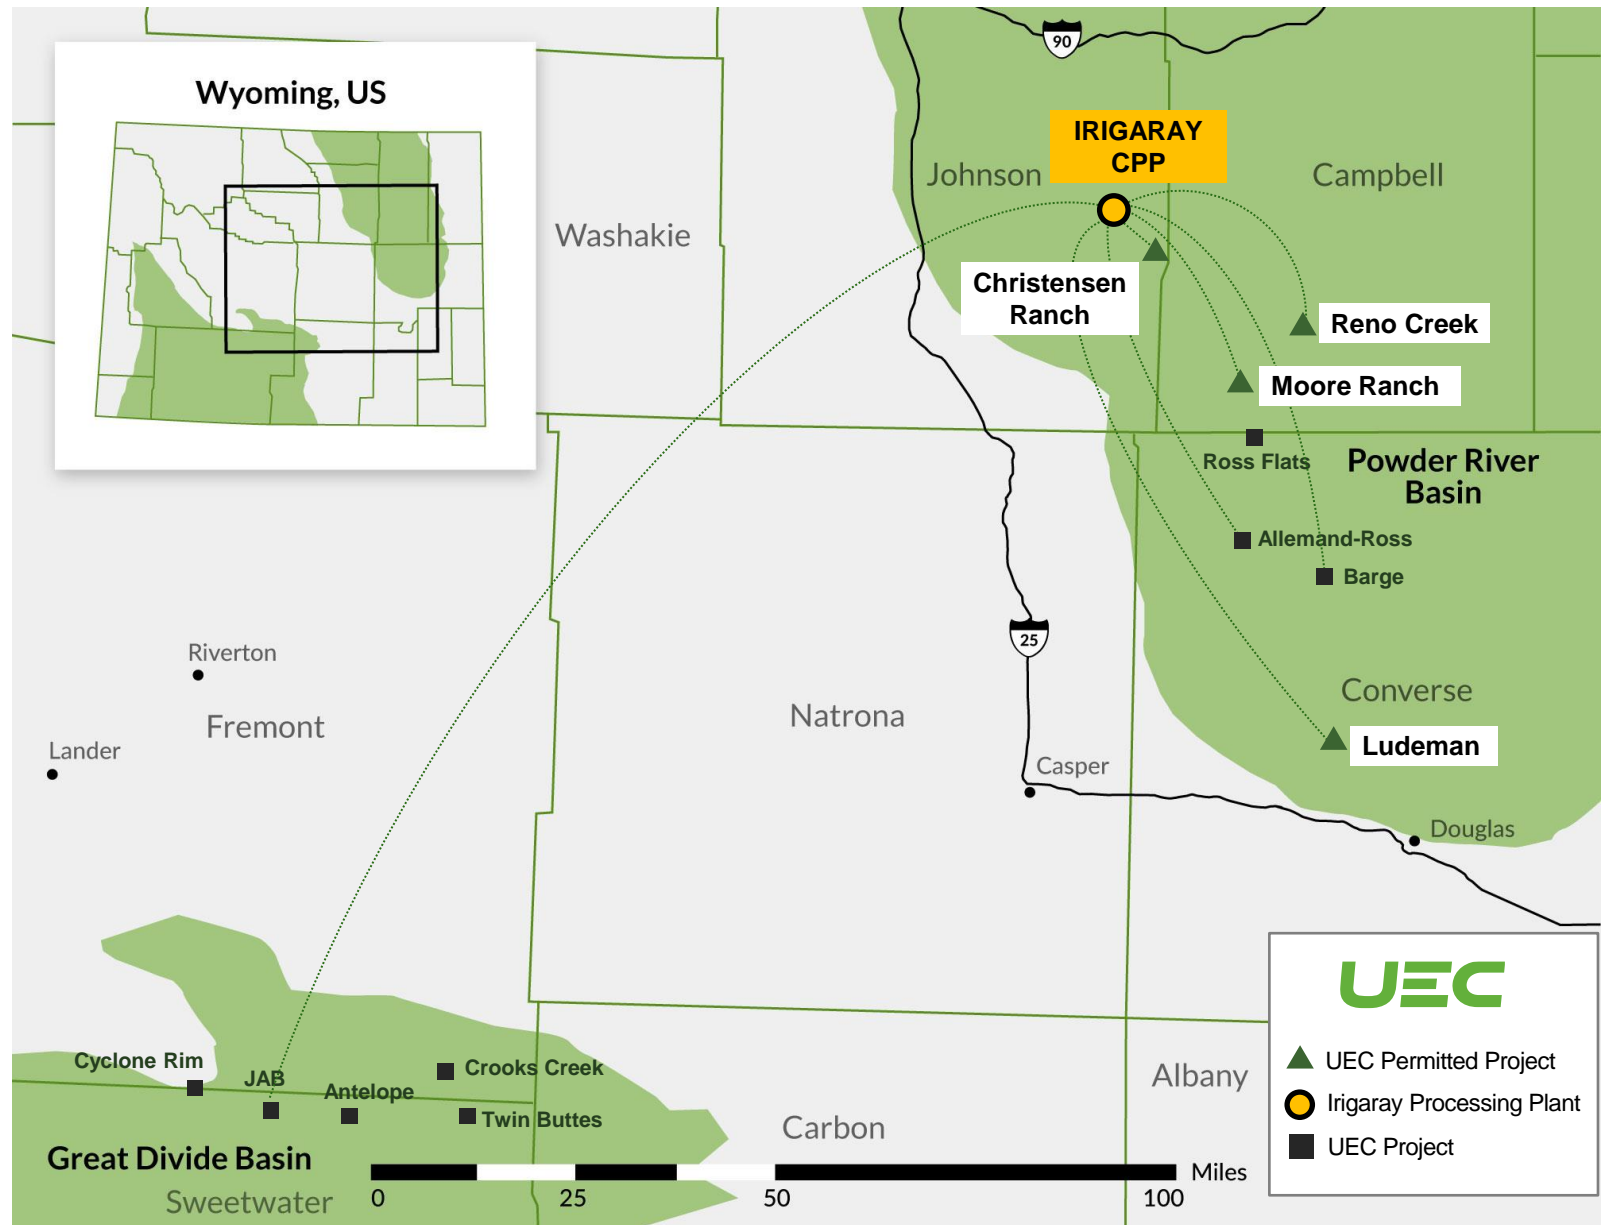 Wyoming, US
90
IRIGARAY
CPP
Johnson
Campbell
Washakie
Christensen
Ranch
Reno Creek
Moore Ranch
Ross Flats
Powder River
Basin
Allemand-Ross
Barge
25
Riverton
Fremont
Natrona
Converse
Lander
Ludeman
Casper
Douglas
UEC
UEC Permitted Project
Irigaray Processing Plant
UEC Project
Cyclone Rim
JAB
Antelope
Crooks Creek
Twin Buttes
Albany
Carbon
Great Divide Basin
Sweetwater
Miles
0 25 50 100